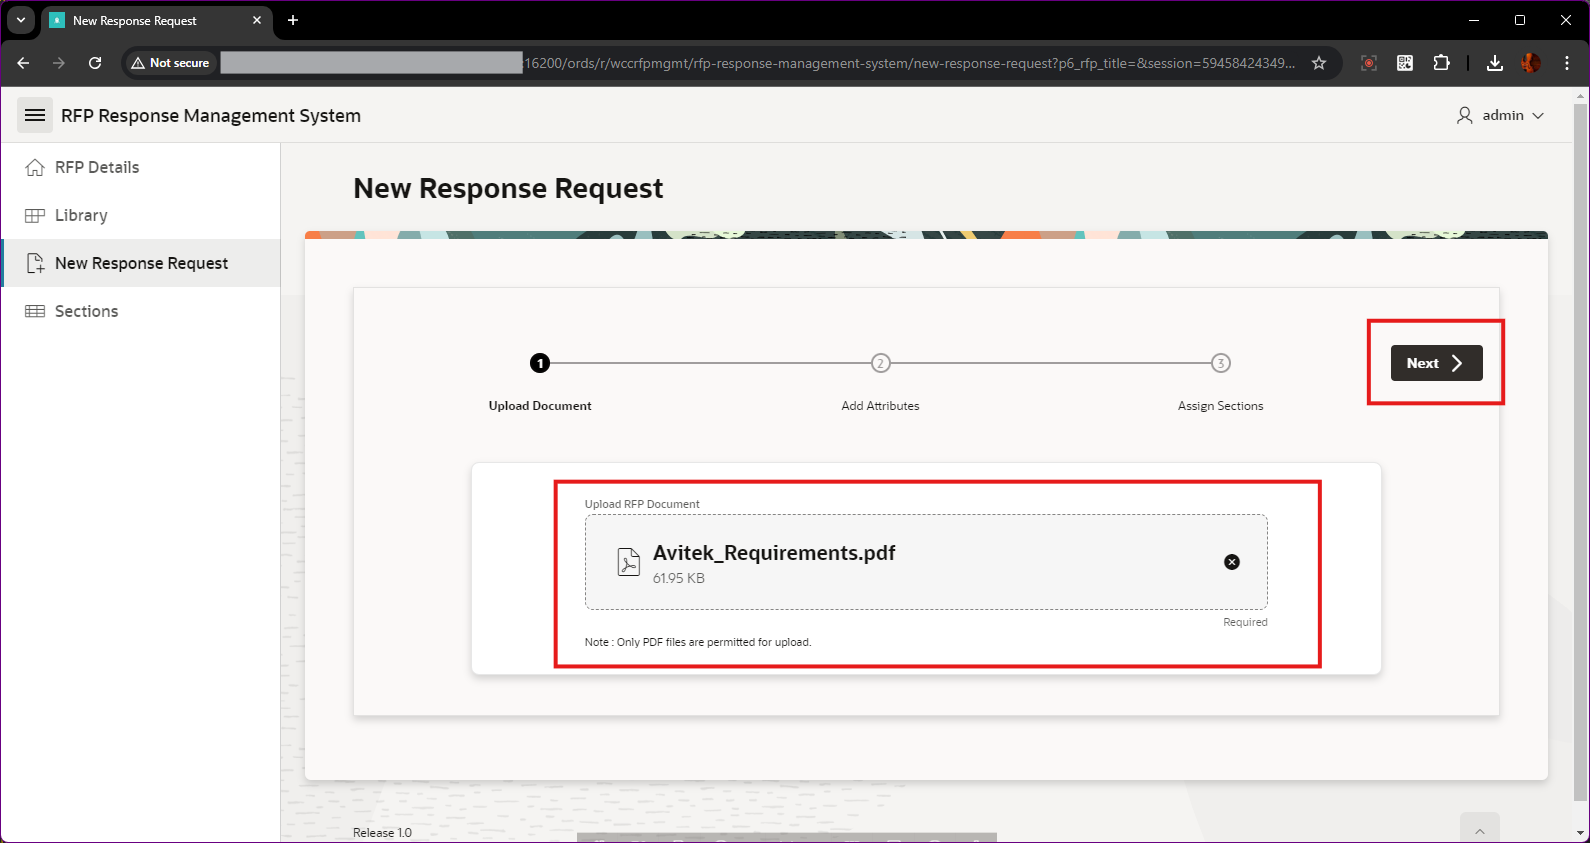 New Response Request
Not secure
:16200/ords/r/wccrfpmgmt/rfp-response-management-system/new-response-request?p6_rfp_title=&session=59458424349...
RFP Response Management System
admin
RFP Details
Library
New Response Request
Sections
New Response Request
1
2
3
Next
Upload Document
Add Attributes
Assign Sections
Upload RFP Document
Avitek_Requirements.pdf
61.95 KB
Required
Note : Only PDF files are permitted for upload.
Release 1.0